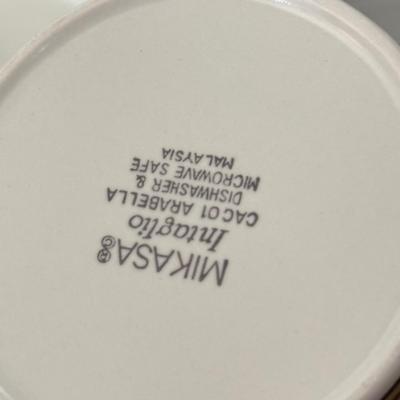 MIKASA®©
Intaglio
CAC01 ARABELLA
DISHWASHER &
MICROWAVE SAFE
MALAYSIA